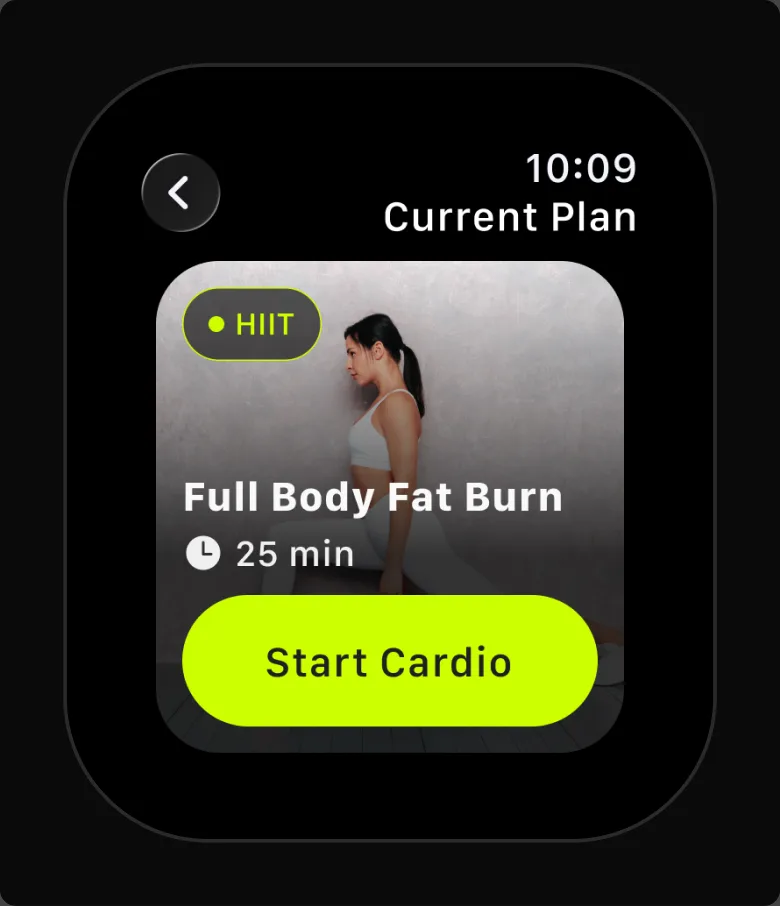 10:09
Current Plan
HIIT
Full Body Fat Burn
25 min
Start Cardio